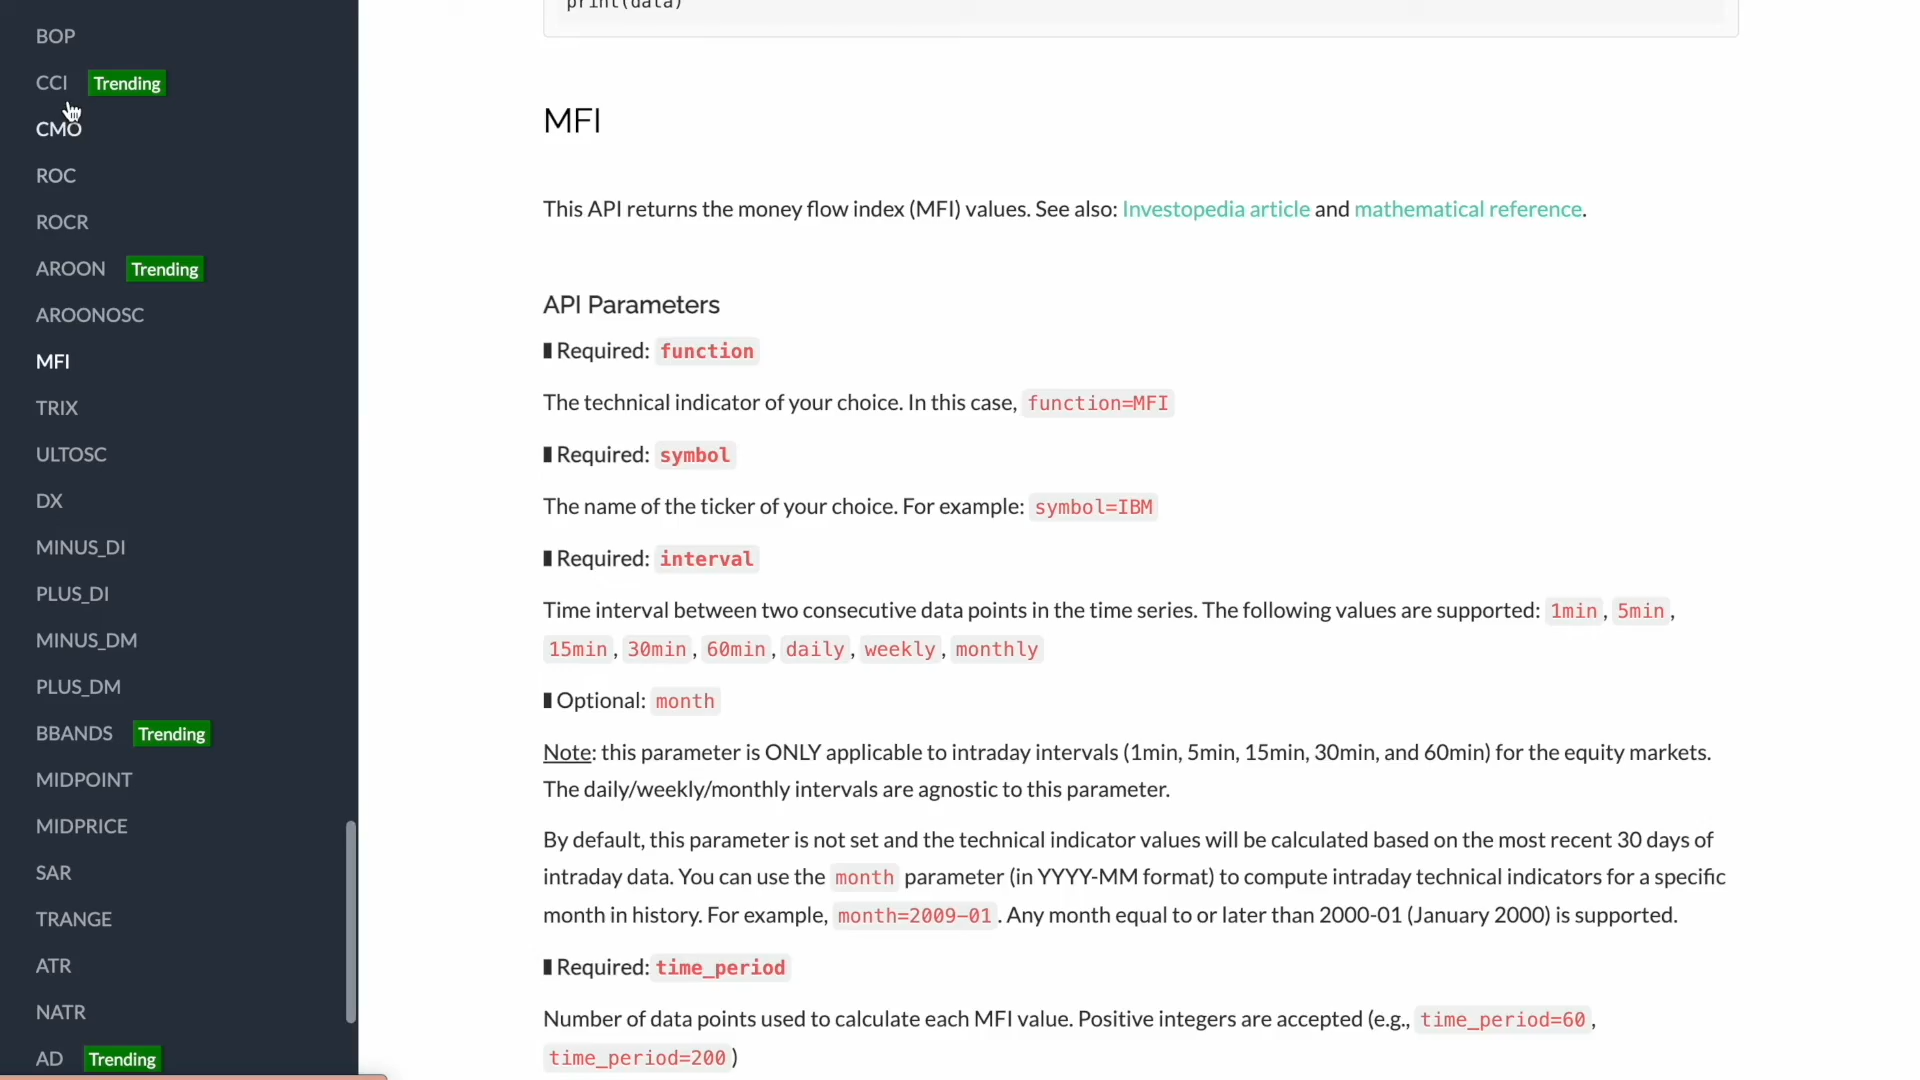 BOP
CCI Trending
CMO
ROC
ROCR
AROON Trending
AROONOSC
MFI
TRIX
ULTOSC
DX
MINUS_DI
PLUS_DI
MINUS_DM
PLUS_DM
BBANDS Trending
MIDPOINT
MIDPRICE
SAR
TRANGE
ATR
NATR
AD Trending
print(data)
MFI
This API returns the money flow index (MFI) values. See also: Investopedia article and mathematical reference.
API Parameters
▮ Required: function
The technical indicator of your choice. In this case, function=MFI
▮ Required: symbol
The name of the ticker of your choice. For example: symbol=IBM
▮ Required: interval
Time interval between two consecutive data points in the time series. The following values are supported: 1min, 5min,
15min, 30min, 60min, daily, weekly, monthly
▮ Optional: month
Note: this parameter is ONLY applicable to intraday intervals (1min, 5min, 15min, 30min, and 60min) for the equity markets.
The daily/weekly/monthly intervals are agnostic to this parameter.
By default, this parameter is not set and the technical indicator values will be calculated based on the most recent 30 days of
intraday data. You can use the month parameter (in YYYY-MM format) to compute intraday technical indicators for a specific
month in history. For example, month=2009-01. Any month equal to or later than 2000-01 (January 2000) is supported.
▮ Required: time_period
Number of data points used to calculate each MFI value. Positive integers are accepted (e.g., time_period=60,
time_period=200)